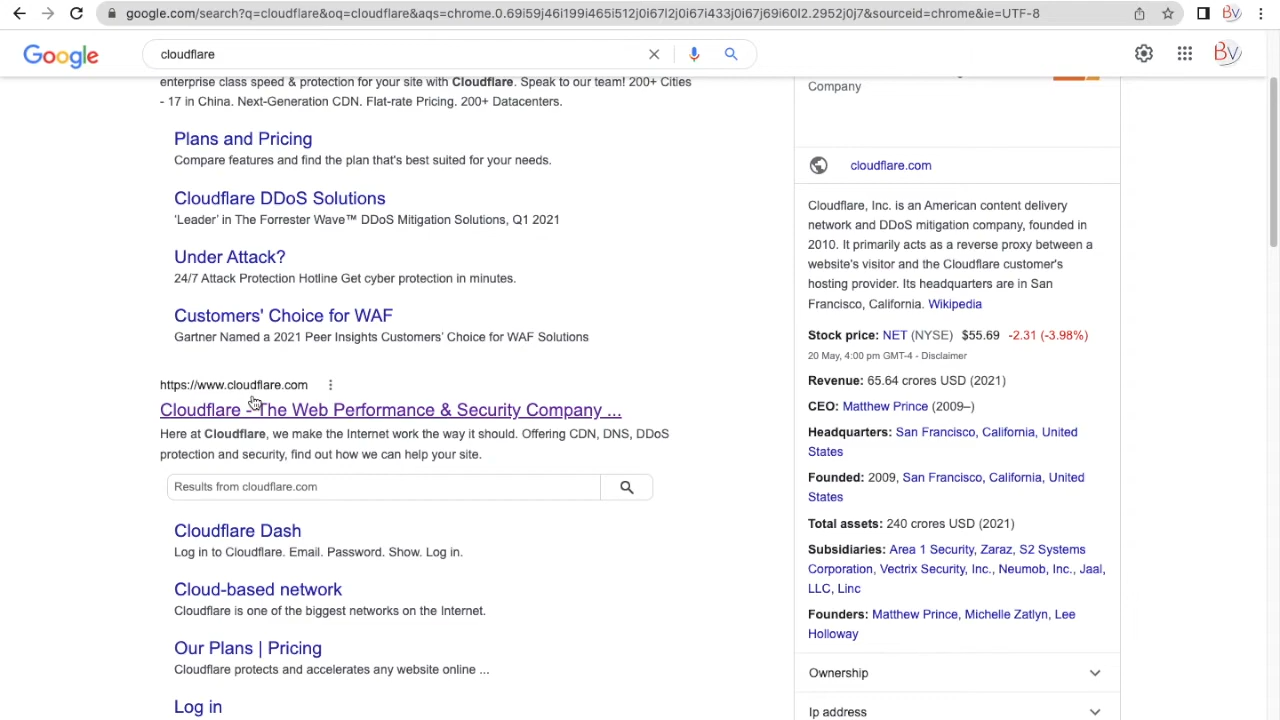 google.com/search?q=cloudflare&oq=cloudflare&aqs=chrome.0.69i59j46i199i465i512j0i67l2j0i67i433j0i67j69i60l2.2952j0j7&sourceid=chrome&ie=UTF-8
BV
Google
cloudflare
BV
enterprise class speed & protection for your site with Cloudflare. Speak to our team! 200+ Cities
- 17 in China. Next-Generation CDN. Flat-rate Pricing. 200+ Datacenters.
Plans and Pricing
Compare features and find the plan that's best suited for your needs.
Cloudflare DDoS Solutions
'Leader' in The Forrester Wave™ DDoS Mitigation Solutions, Q1 2021
Under Attack?
24/7 Attack Protection Hotline Get cyber protection in minutes.
Customers' Choice for WAF
Gartner Named a 2021 Peer Insights Customers' Choice for WAF Solutions
https://www.cloudflare.com
Cloudflare - The Web Performance & Security Company ...
Here at Cloudflare, we make the Internet work the way it should. Offering CDN, DNS, DDoS
protection and security, find out how we can help your site.
Results from cloudflare.com
Cloudflare Dash
Log in to Cloudflare. Email. Password. Show. Log in.
Cloud-based network
Cloudflare is one of the biggest networks on the Internet.
Our Plans | Pricing
Cloudflare protects and accelerates any website online ...
Log in
Company
cloudflare.com
Cloudflare, Inc. is an American content delivery
network and DDoS mitigation company, founded in
2010. It primarily acts as a reverse proxy between a
website's visitor and the Cloudflare customer's
hosting provider. Its headquarters are in San
Francisco, California. Wikipedia
Stock price: NET (NYSE) $55.69 -2.31 (-3.98%)
20 May, 4:00 pm GMT-4 - Disclaimer
Revenue: 65.64 crores USD (2021)
CEO: Matthew Prince (2009–)
Headquarters: San Francisco, California, United
States
Founded: 2009, San Francisco, California, United
States
Total assets: 240 crores USD (2021)
Subsidiaries: Area 1 Security, Zaraz, S2 Systems
Corporation, Vectrix Security, Inc., Neumob, Inc., Jaal,
LLC, Linc
Founders: Matthew Prince, Michelle Zatlyn, Lee
Holloway
Ownership
Ip address